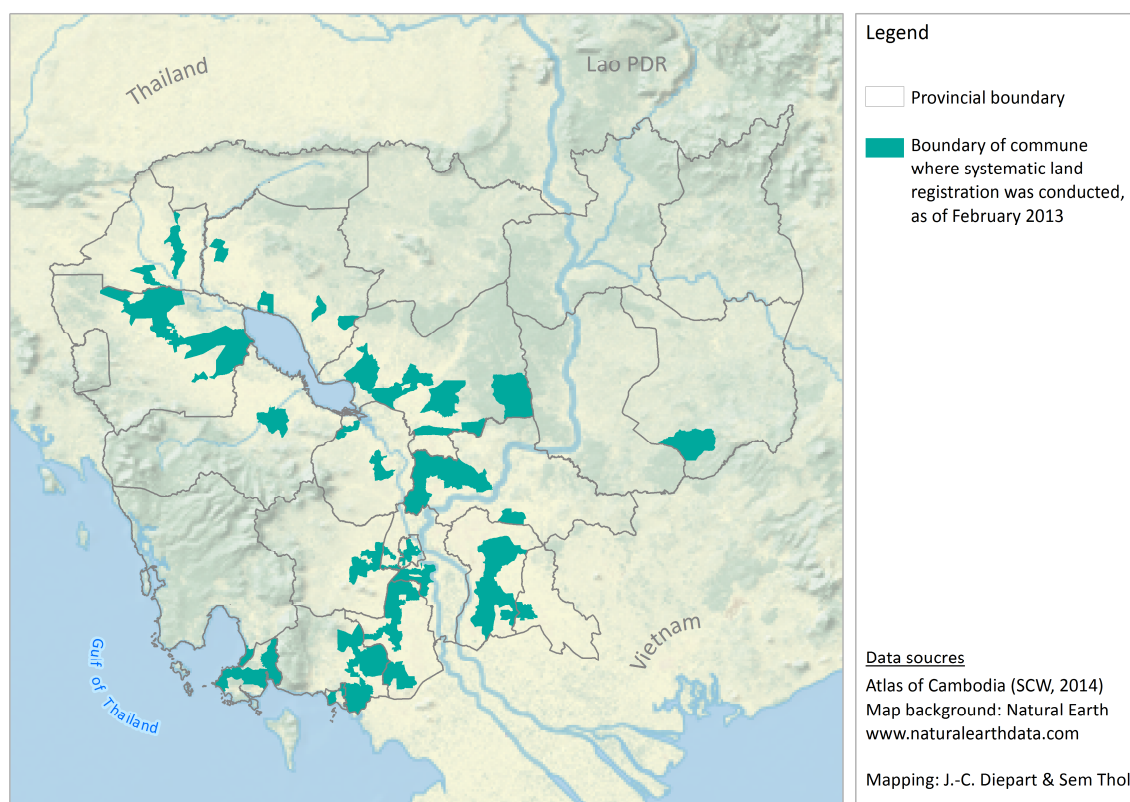 Thailand
Lao PDR
Vietnam
Gulf of Thailand
Legend
Provincial boundary
Boundary of commune
where systematic land
registration was conducted,
as of February 2013
Data soucres
Atlas of Cambodia (SCW, 2014)
Map background: Natural Earth
www.naturalearthdata.com
Mapping: J.-C. Diepart & Sem Thol